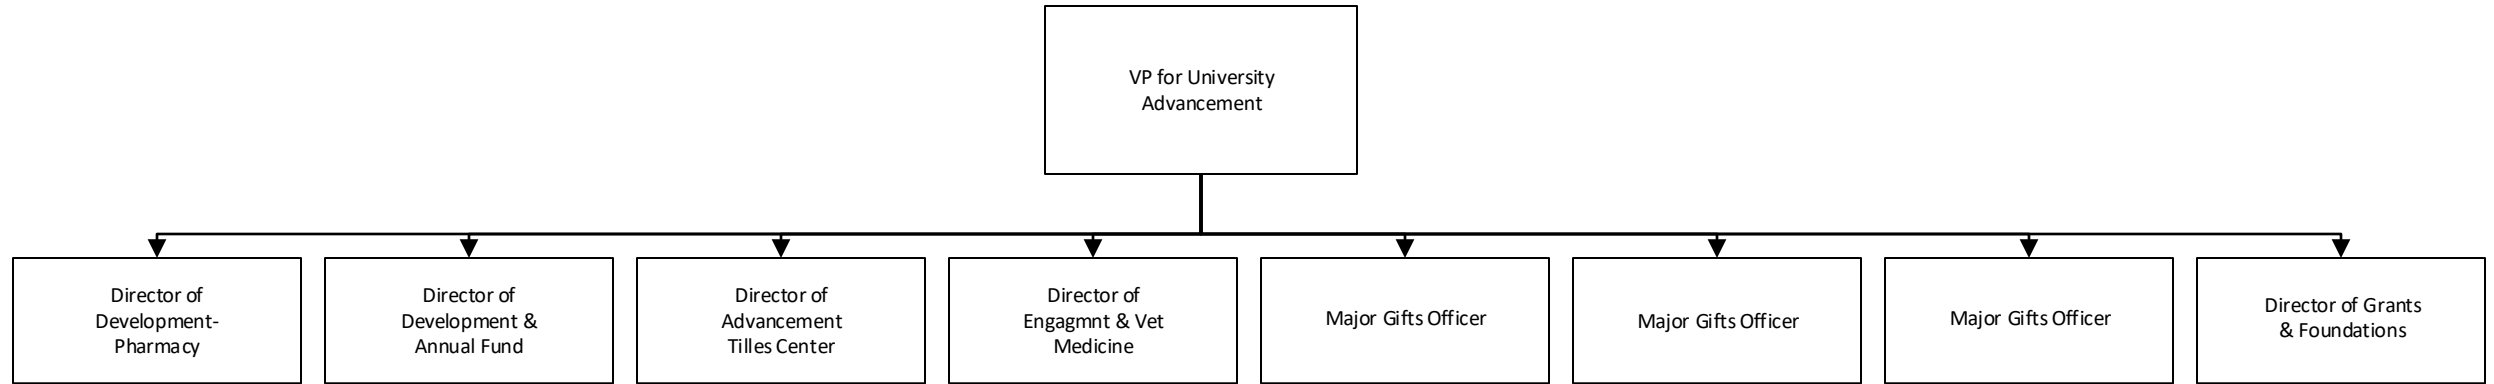 VP for University
Advancement
Director of
Development-
Pharmacy
Director of
Development &
Annual Fund
Director of
Advancement
Tilles Center
Director of
Engagmnt & Vet
Medicine
Major Gifts Officer
Major Gifts Officer
Major Gifts Officer
Director of Grants
& Foundations